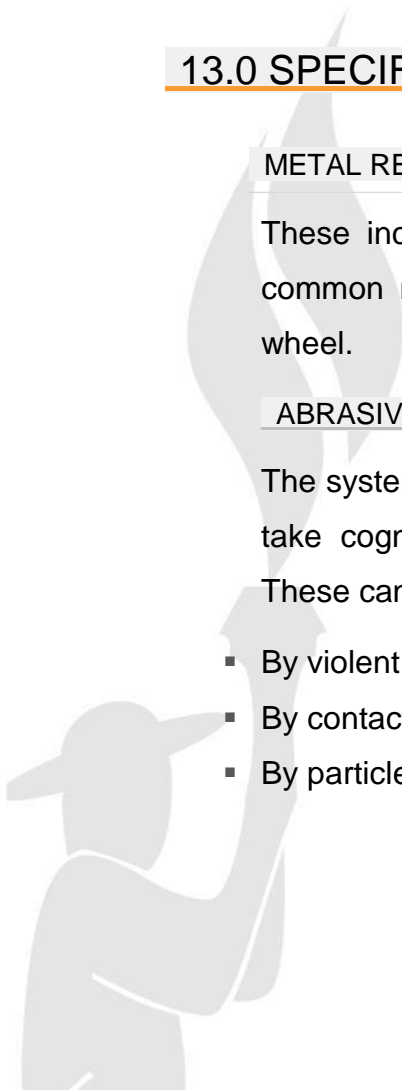 13.0 SPECIF
METAL RE
These inc
common
wheel.
ABRASIV
The syste
take cogn
These can
▪ By violent
▪ By contac
▪ By particle